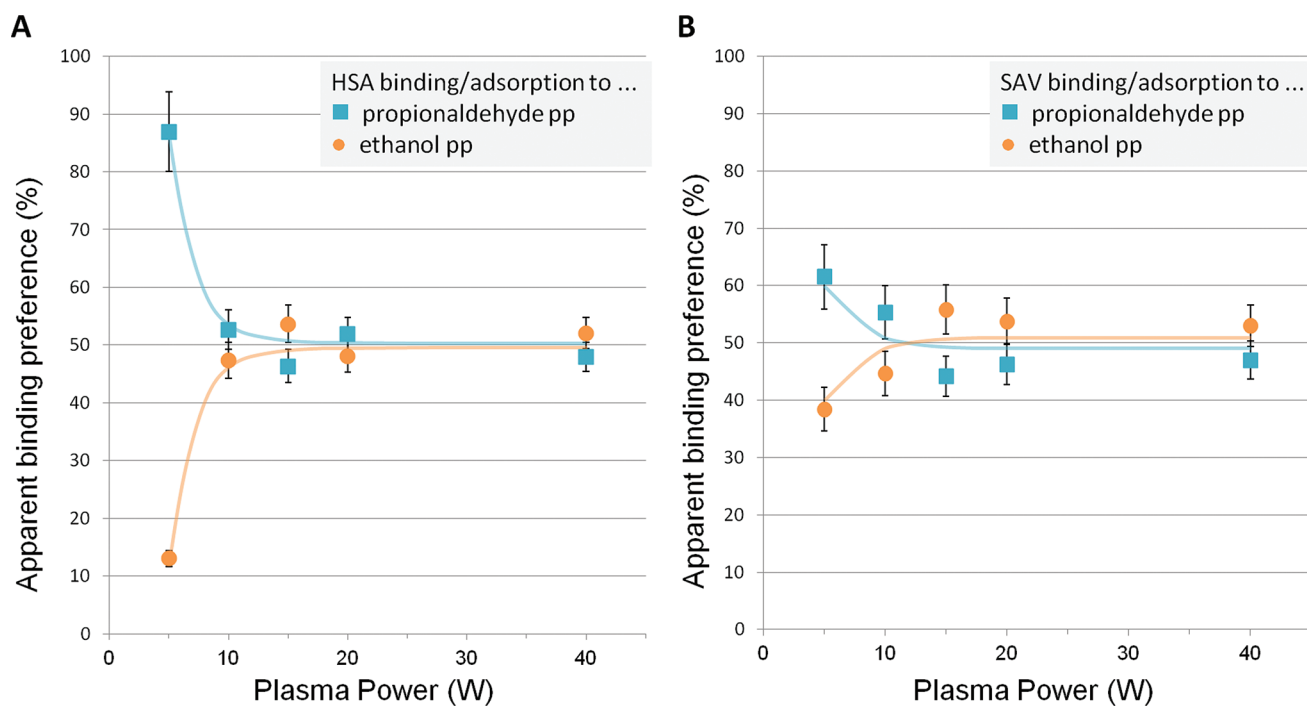 A
Apparent binding preference (%)
100
90
80
70
60
50
40
30
20
10
0
HSA binding/adsorption to ...
propionaldehyde pp
ethanol pp
0 10 20 30 40
Plasma Power (W)
B
Apparent binding preference (%)
100
90
80
70
60
50
40
30
20
10
0
SAV binding/adsorption to ...
propionaldehyde pp
ethanol pp
0 10 20 30 40
Plasma Power (W)